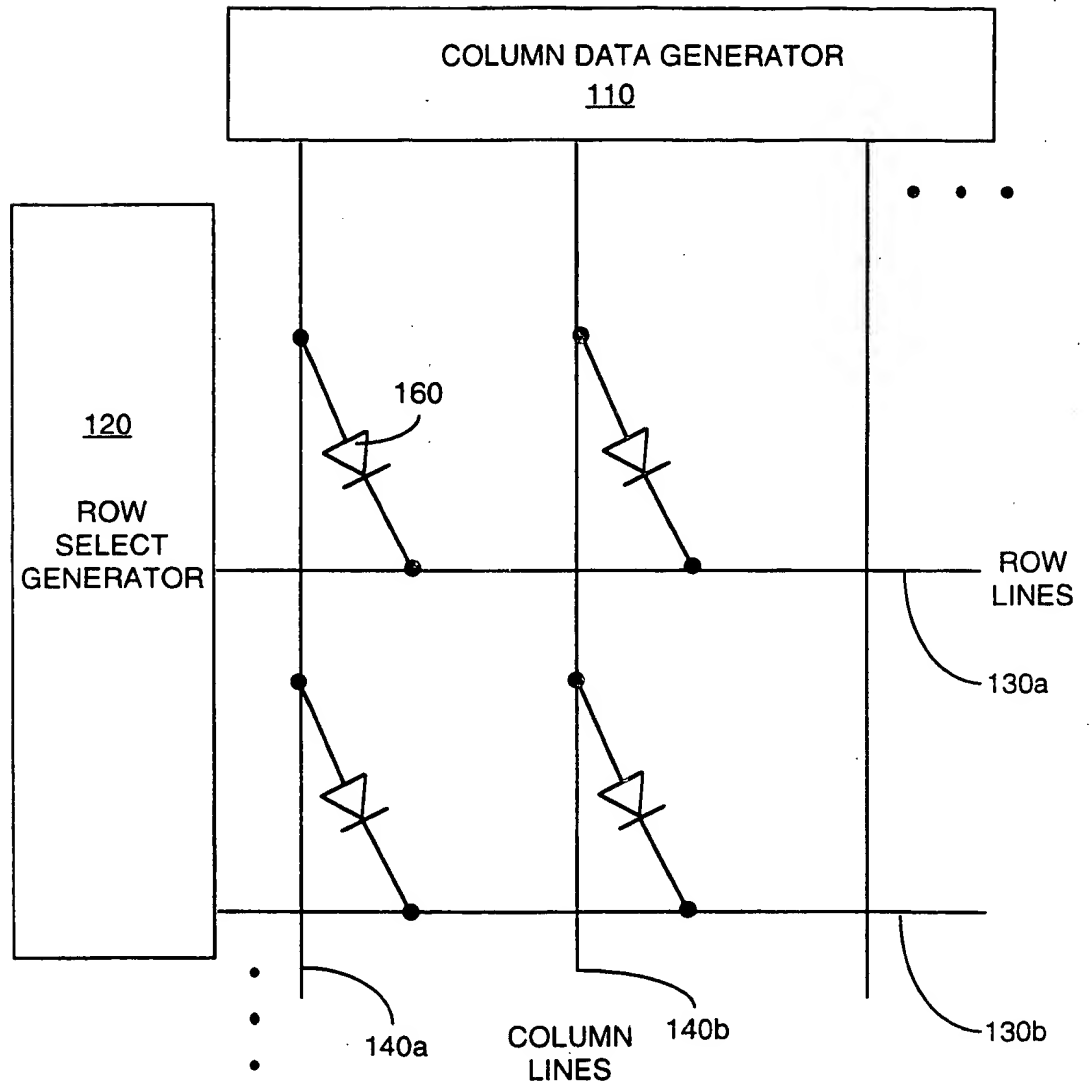 COLUMN DATA GENERATOR
110
160
120
ROW
SELECT
GENERATOR
ROW
LINES
130a
140a
COLUMN
LINES
140b
130b